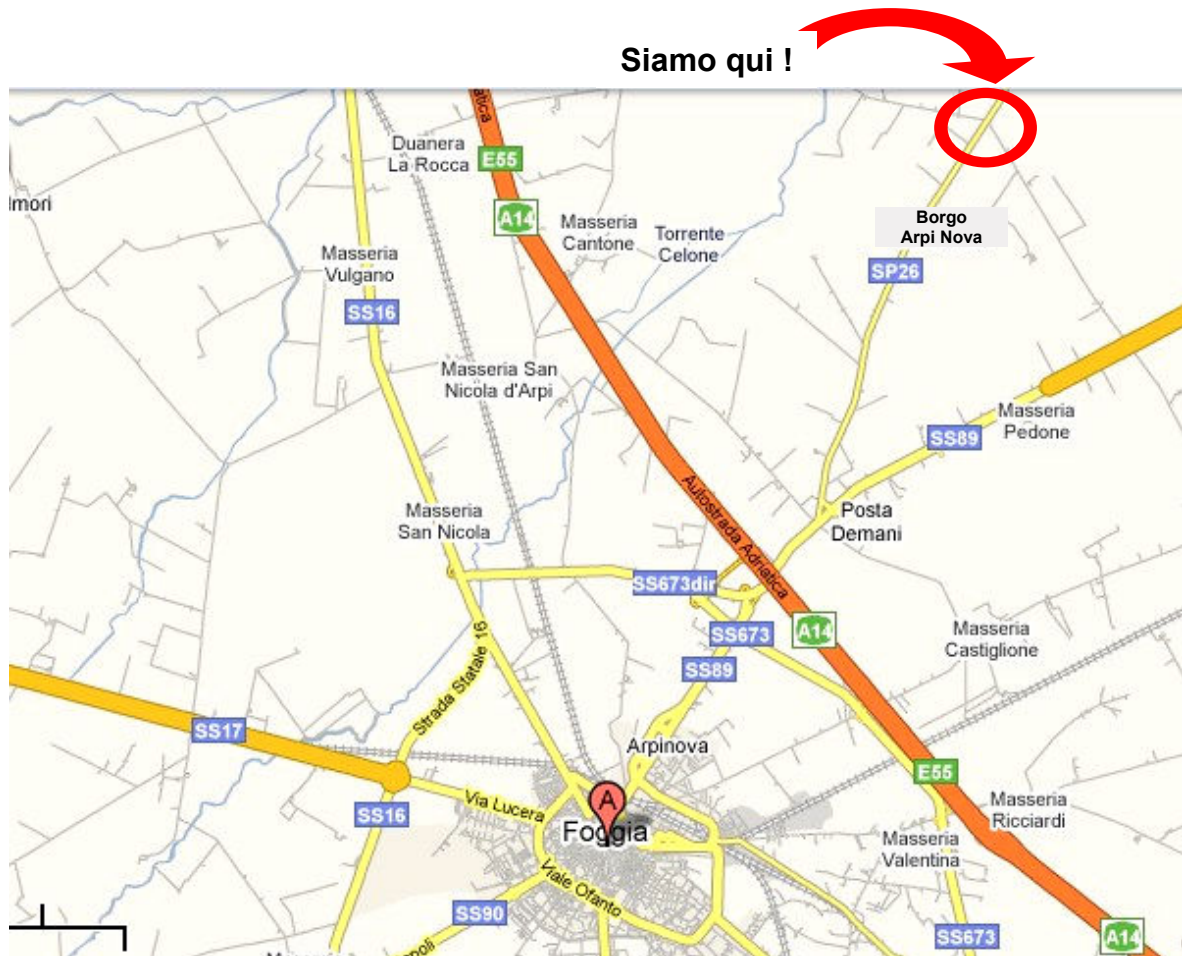 Siamo qui !
atica
Duanera
La Rocca
E55
lmori
A14
Masseria
Cantone
Torrente
Celone
Borgo
Arpi Nova
Masseria
Vulgano
SP26
SS16
Masseria San
Nicola d'Arpi
Masseria
Pedone
SS89
Masseria
San Nicola
Autostrada Adriatica
Posta
Demani
SS673dir
SS673
A14
Masseria
Castiglione
SS89
Strada Statale 16
SS17
Arpinova
E55
Via Lucera
A
SS16
Foggia
Masseria
Ricciardi
Masseria
Valentina
Viale Ofanto
SS90
SS673
A14
poli